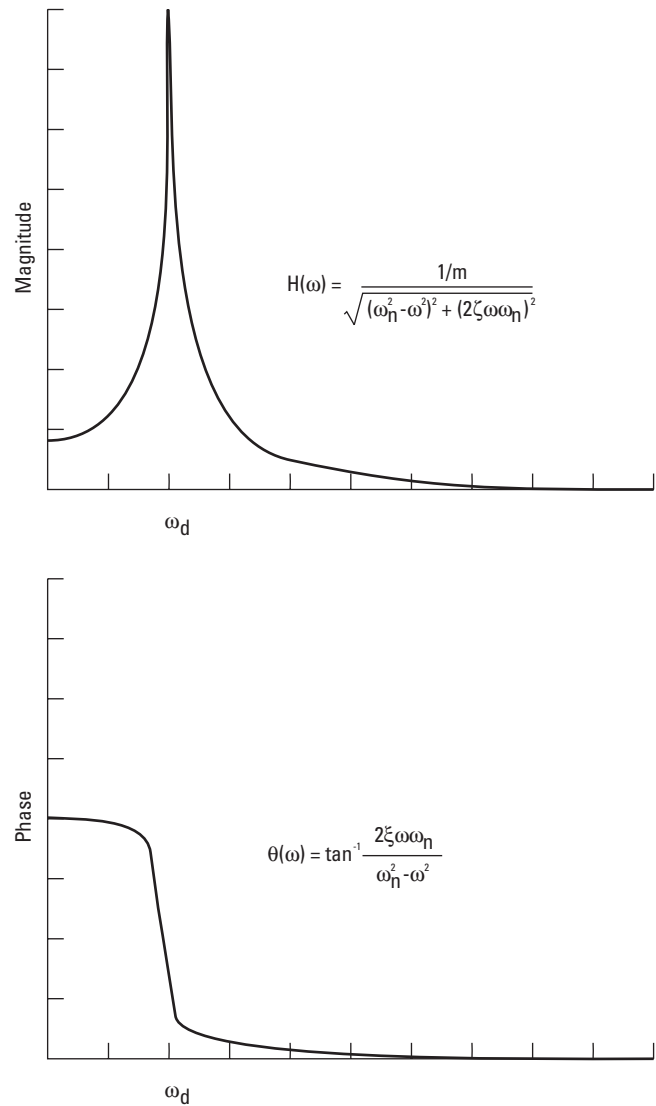 Magnitude
H(ω) = 1/m / √(ωn²-ω²)² + (2ζωωn)²
ωd
Phase
θ(ω) = tan⁻¹ 2ξωωn / ωn²-ω²
ωd